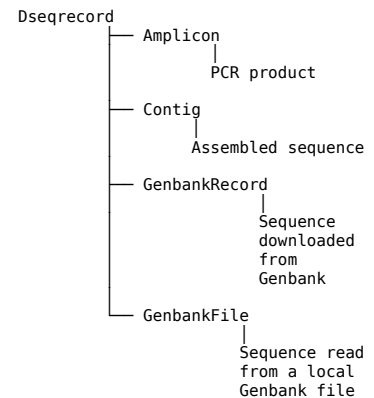 Dseqrecord
Amplicon
PCR product
Contig
Assembled sequence
GenbankRecord
Sequence
downloaded
from
Genbank
GenbankFile
Sequence read
from a local
Genbank file